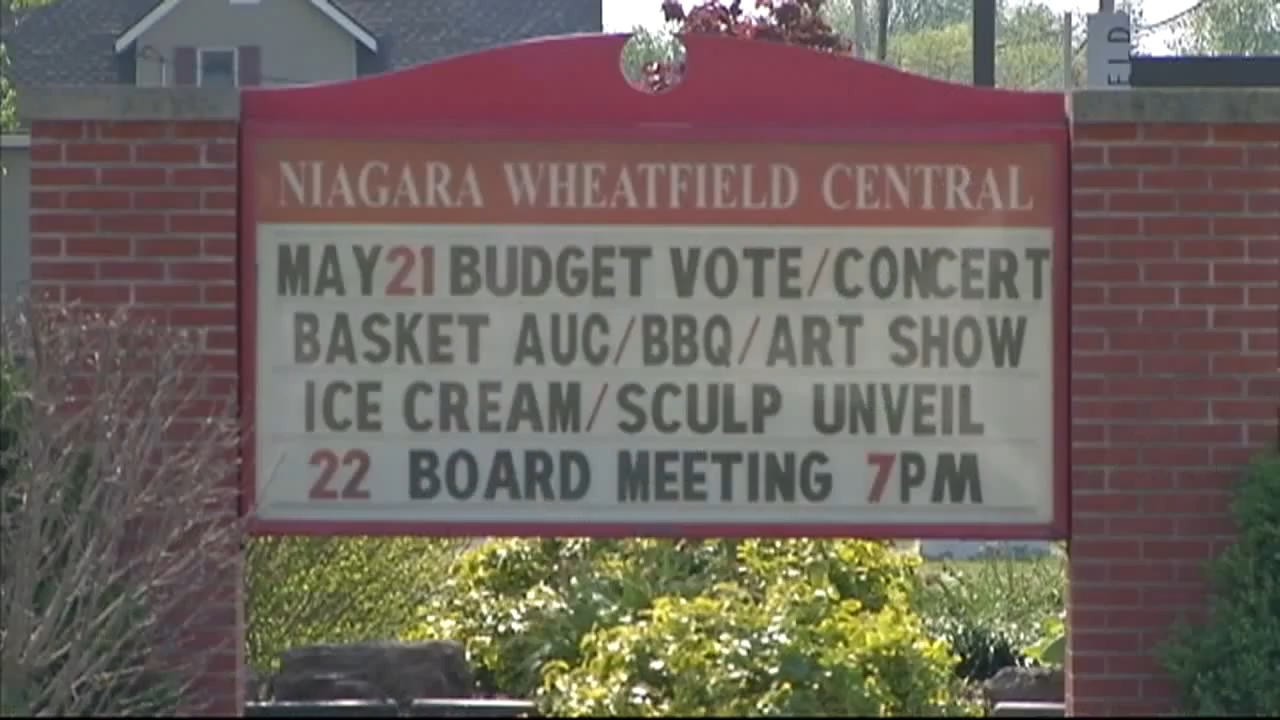 NIAGARA WHEATFIELD CENTRAL
MAY 21 BUDGET VOTE/CONCERT
BASKET AUC/BBQ/ART SHOW
ICE CREAM/SCULP UNVEIL
22 BOARD MEETING 7PM